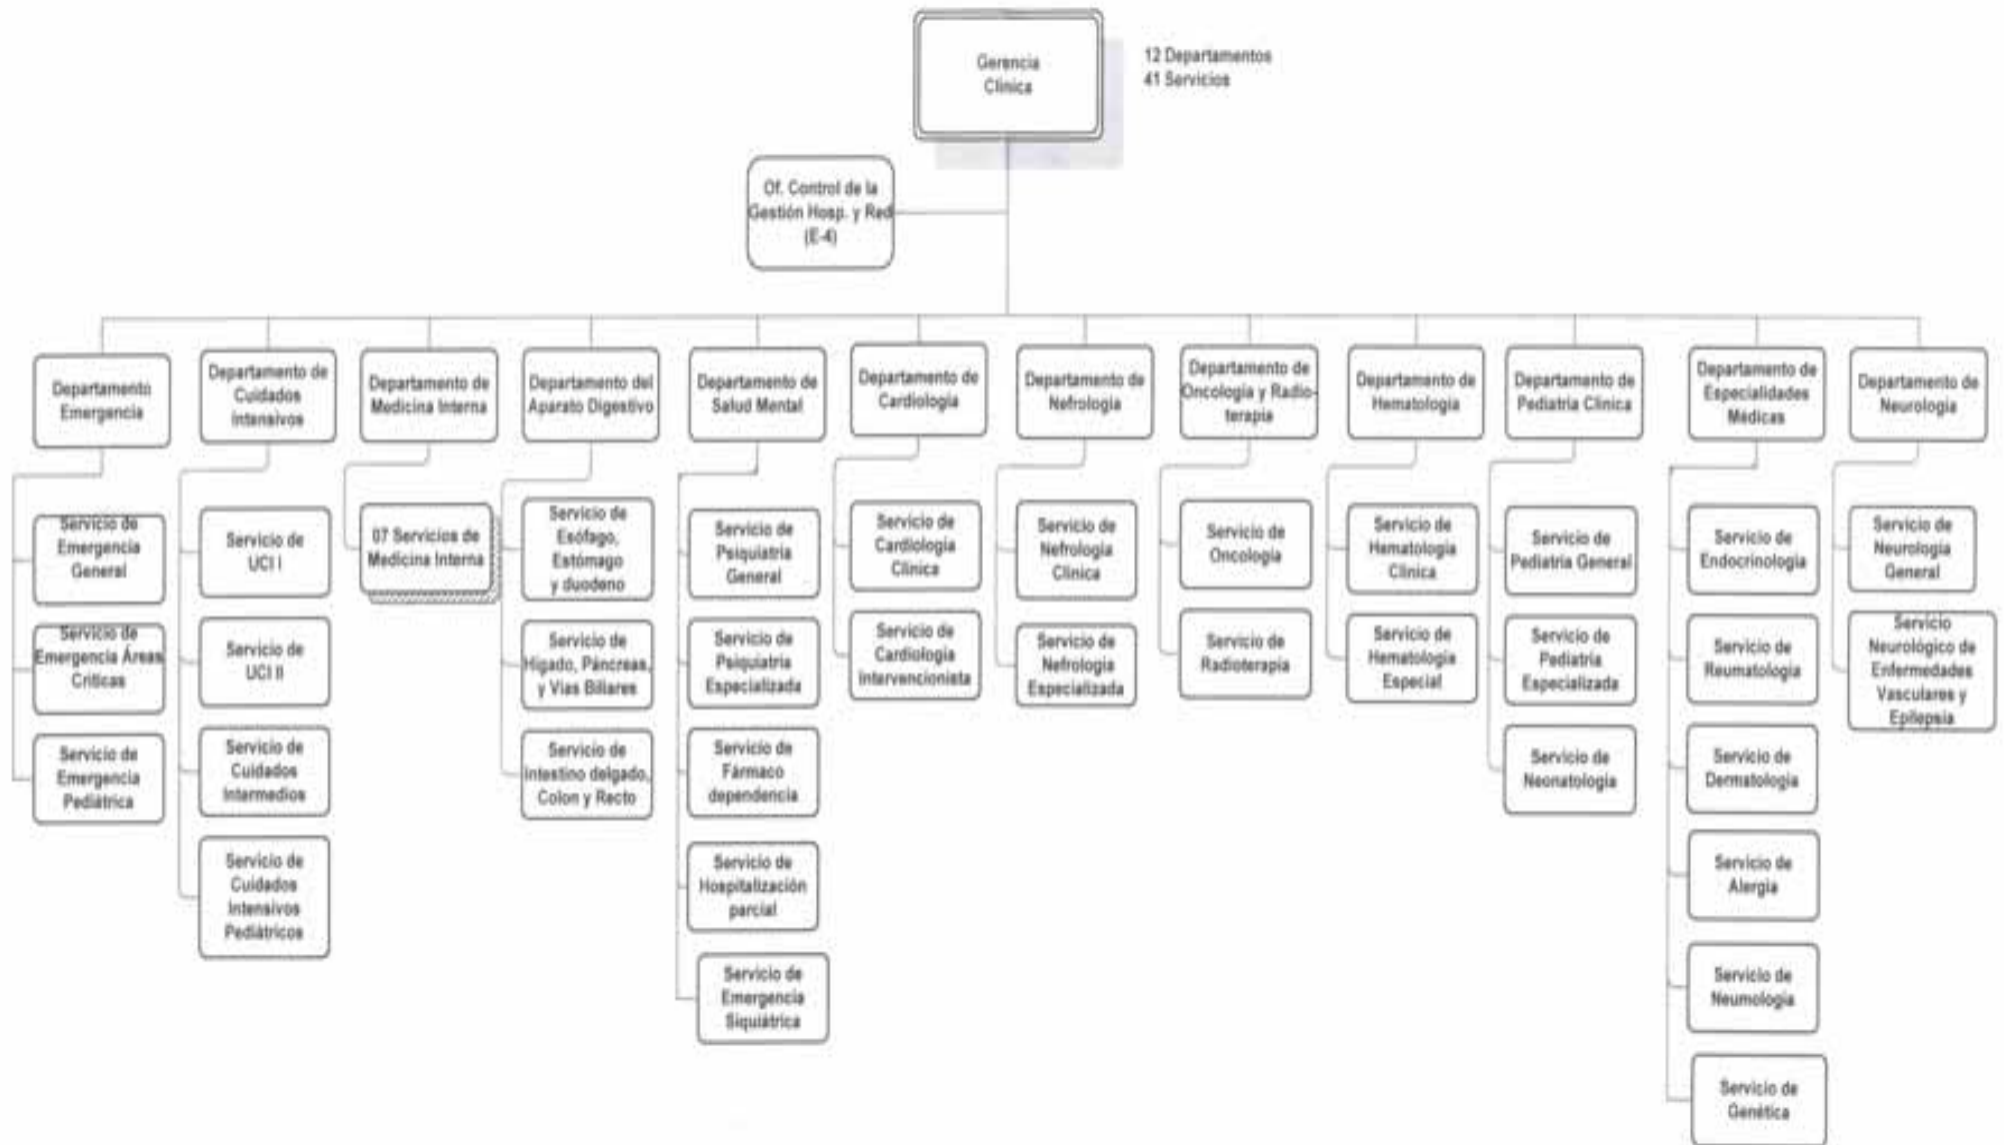 Gerencia
Clínica
12 Departamentos
41 Servicios
Of. Control de la
Gestión Hosp. y Red
(E-4)
Departamento
Emergencia
Servicio de
Emergencia
General
Servicio de
Emergencia Áreas
Críticas
Servicio de
Emergencia
Pediátrica
Departamento de
Cuidados
intensivos
Servicio de
UCI I
Servicio de
UCI II
Servicio de
Cuidados
Intermedios
Servicio de
Cuidados
Intensivos
Pediátricos
Departamento de
Medicina Interna
07 Servicios de
Medicina Interna
Departamento del
Aparato Digestivo
Servicio de
Esófago,
Estómago
y duodeno
Servicio de
Hígado, Páncreas,
y Vías Biliares
Servicio de
Intestino delgado,
Colon y Recto
Departamento de
Salud Mental
Servicio de
Psiquiatría
General
Servicio de
Psiquiatría
Especializada
Servicio de
Fármaco
dependencia
Servicio de
Hospitalización
parcial
Servicio de
Emergencia
Siquiátrica
Departamento de
Cardiología
Servicio de
Cardiología
Clínica
Servicio de
Cardiología
Intervencionista
Departamento de
Nefrología
Servicio de
Nefrología
Clínica
Servicio de
Nefrología
Especializada
Departamento de
Oncología y Radio-
terapia
Servicio de
Oncología
Servicio de
Radioterapia
Departamento de
Hematología
Servicio de
Hematología
Clínica
Servicio de
Hematología
Especial
Departamento de
Pediatría Clínica
Servicio de
Pediatría General
Servicio de
Pediatría
Especializada
Servicio de
Neonatología
Departamento de
Especialidades
Médicas
Servicio de
Endocrinología
Servicio de
Reumatología
Servicio de
Dermatología
Servicio de
Alergia
Servicio de
Neumología
Servicio de
Genética
Departamento de
Neurología
Servicio de
Neurología
General
Servicio
Neurológico de
Enfermedades
Vasculares y
Epilepsia